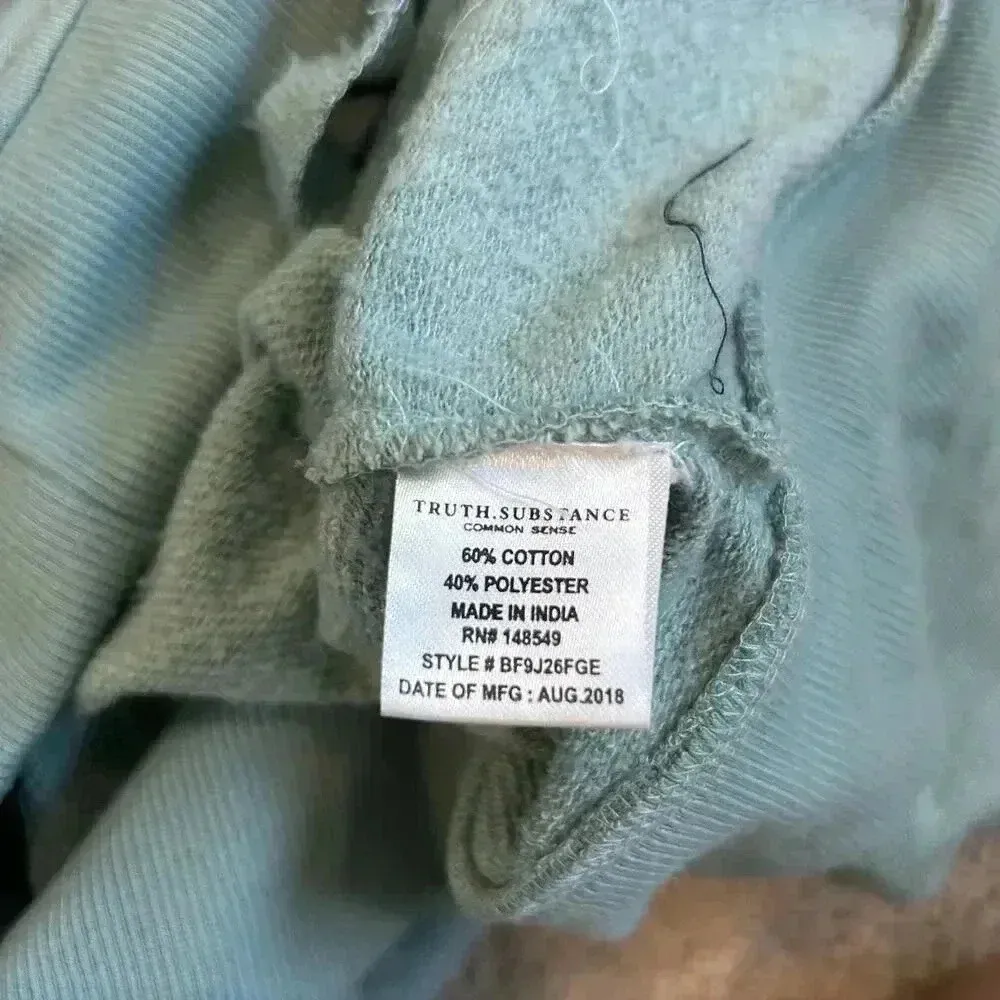 TRUTH.SUBSTANCE
COMMON SENSE
60% COTTON
40% POLYESTER
MADE IN INDIA
RN# 148549
STYLE # BF9J26FGE
DATE OF MFG : AUG.2018